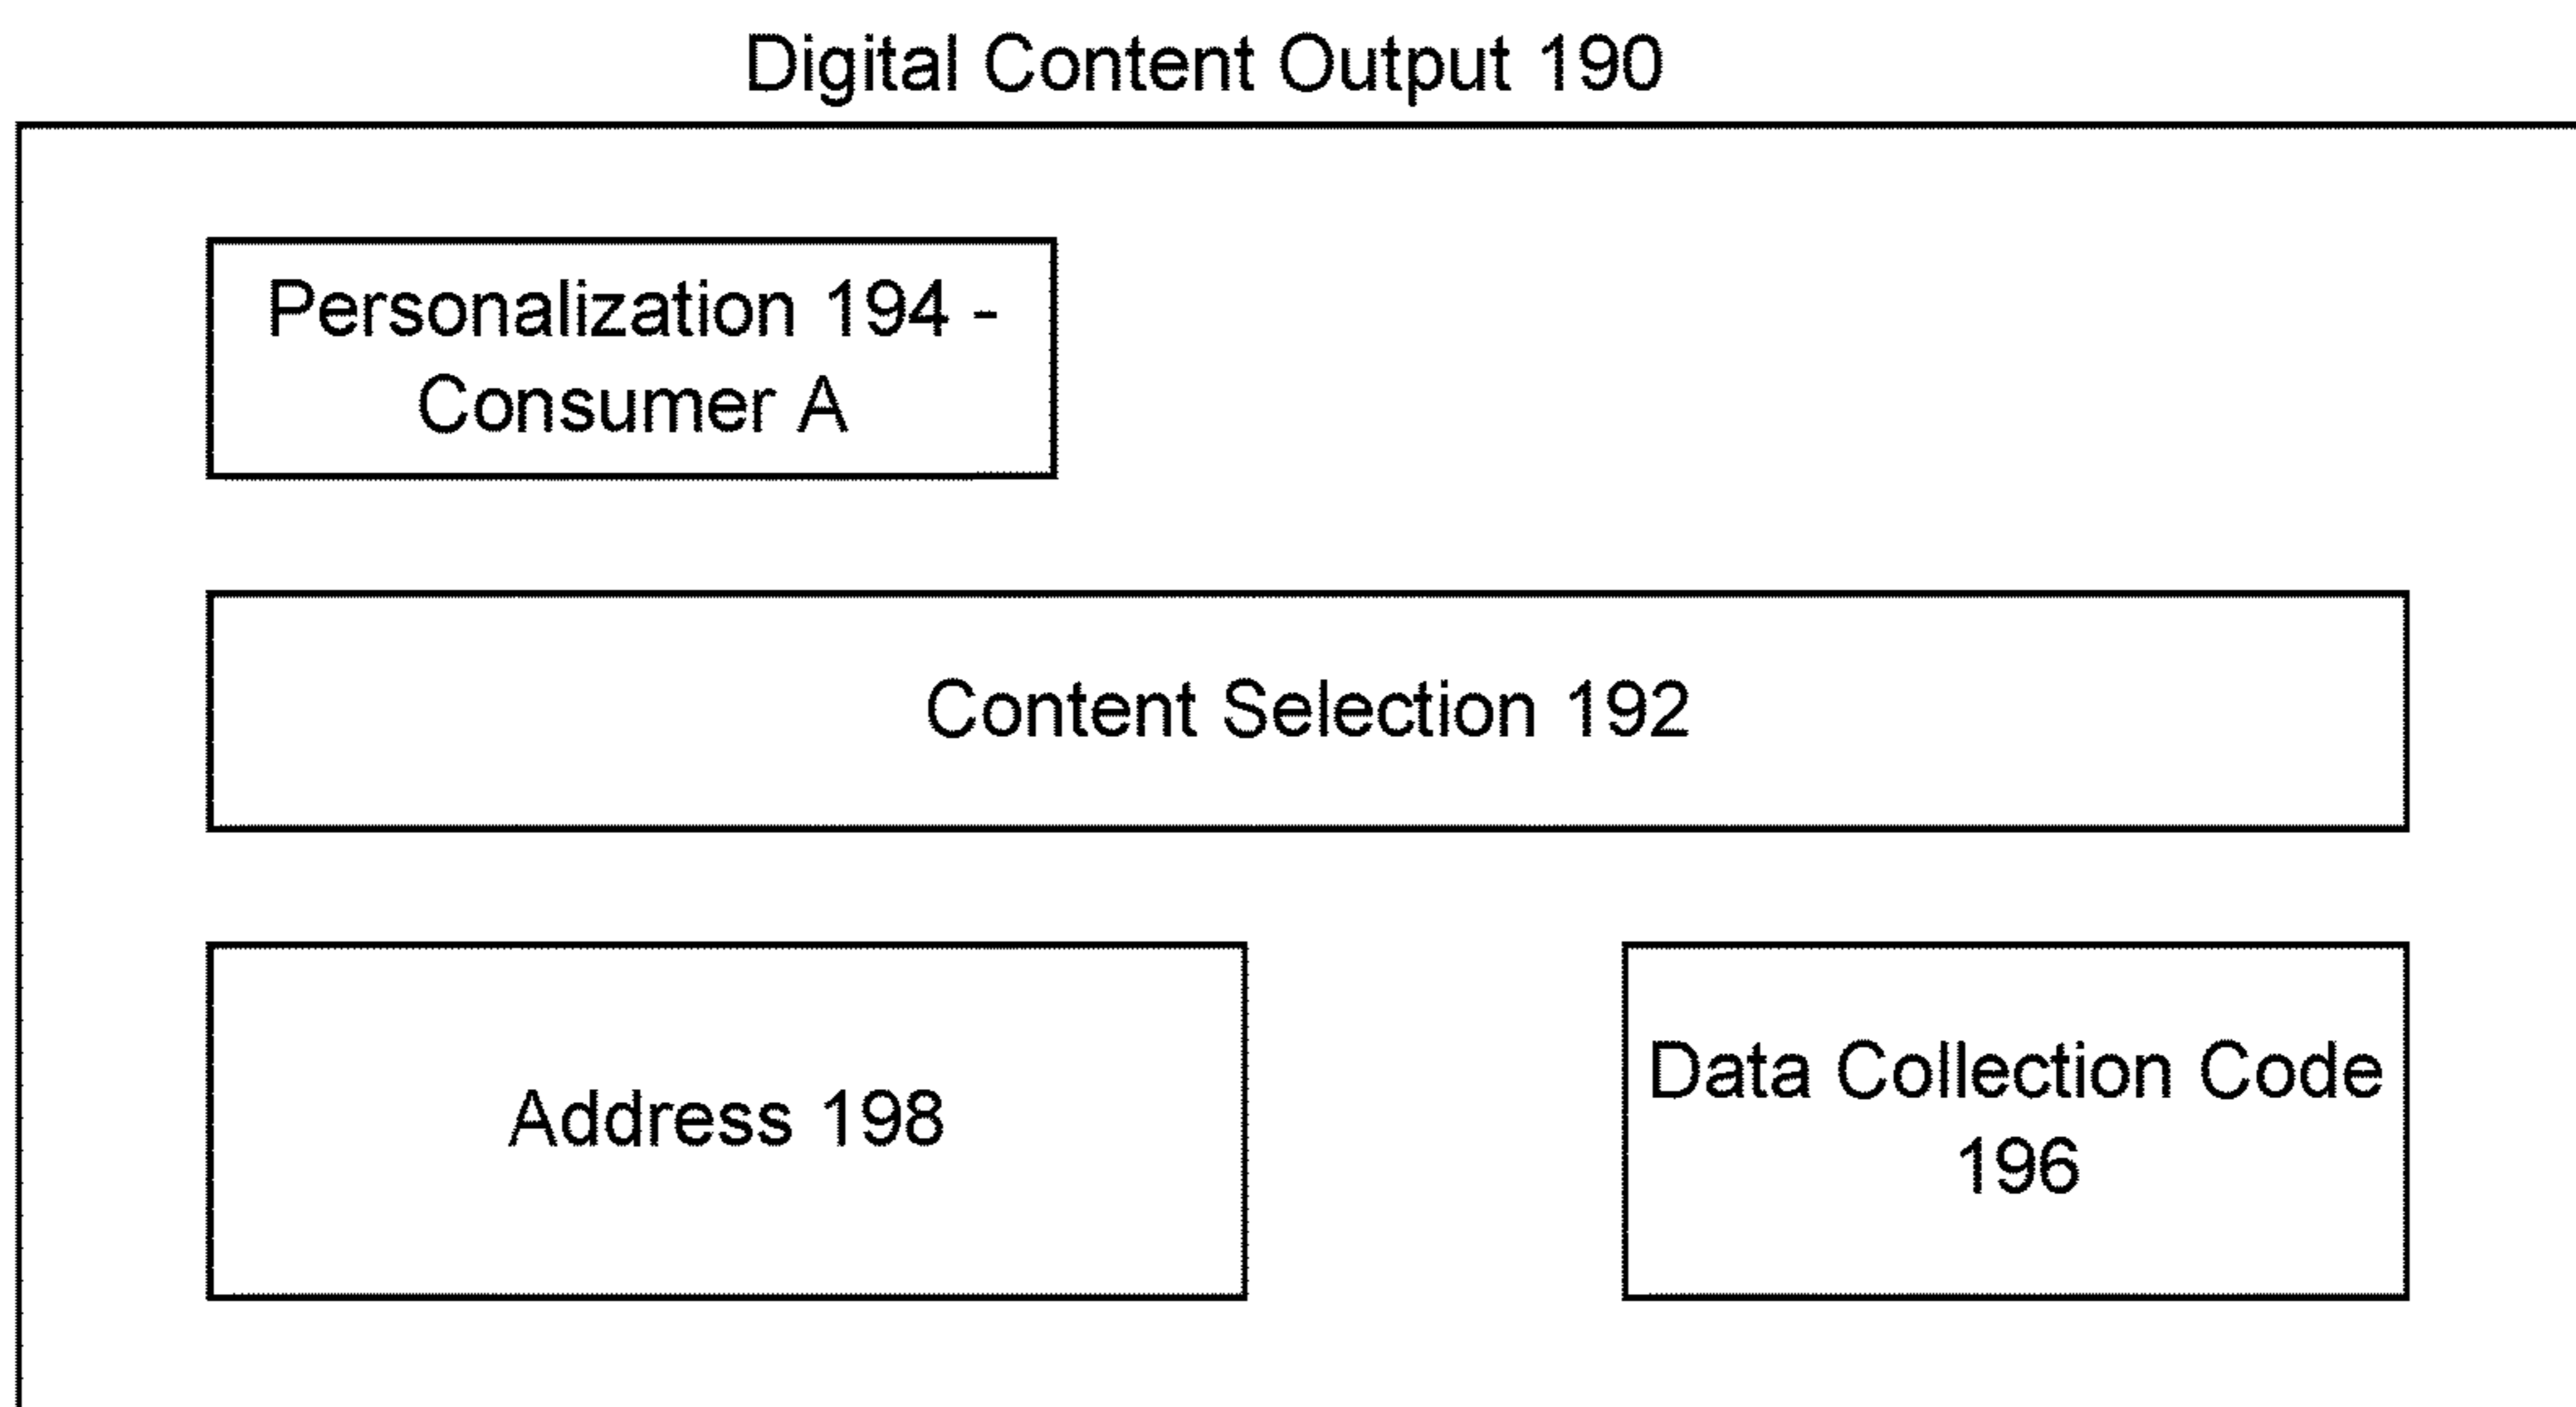 Digital Content Output 190
Personalization 194 -
Consumer A
Content Selection 192
Address 198
Data Collection Code
196